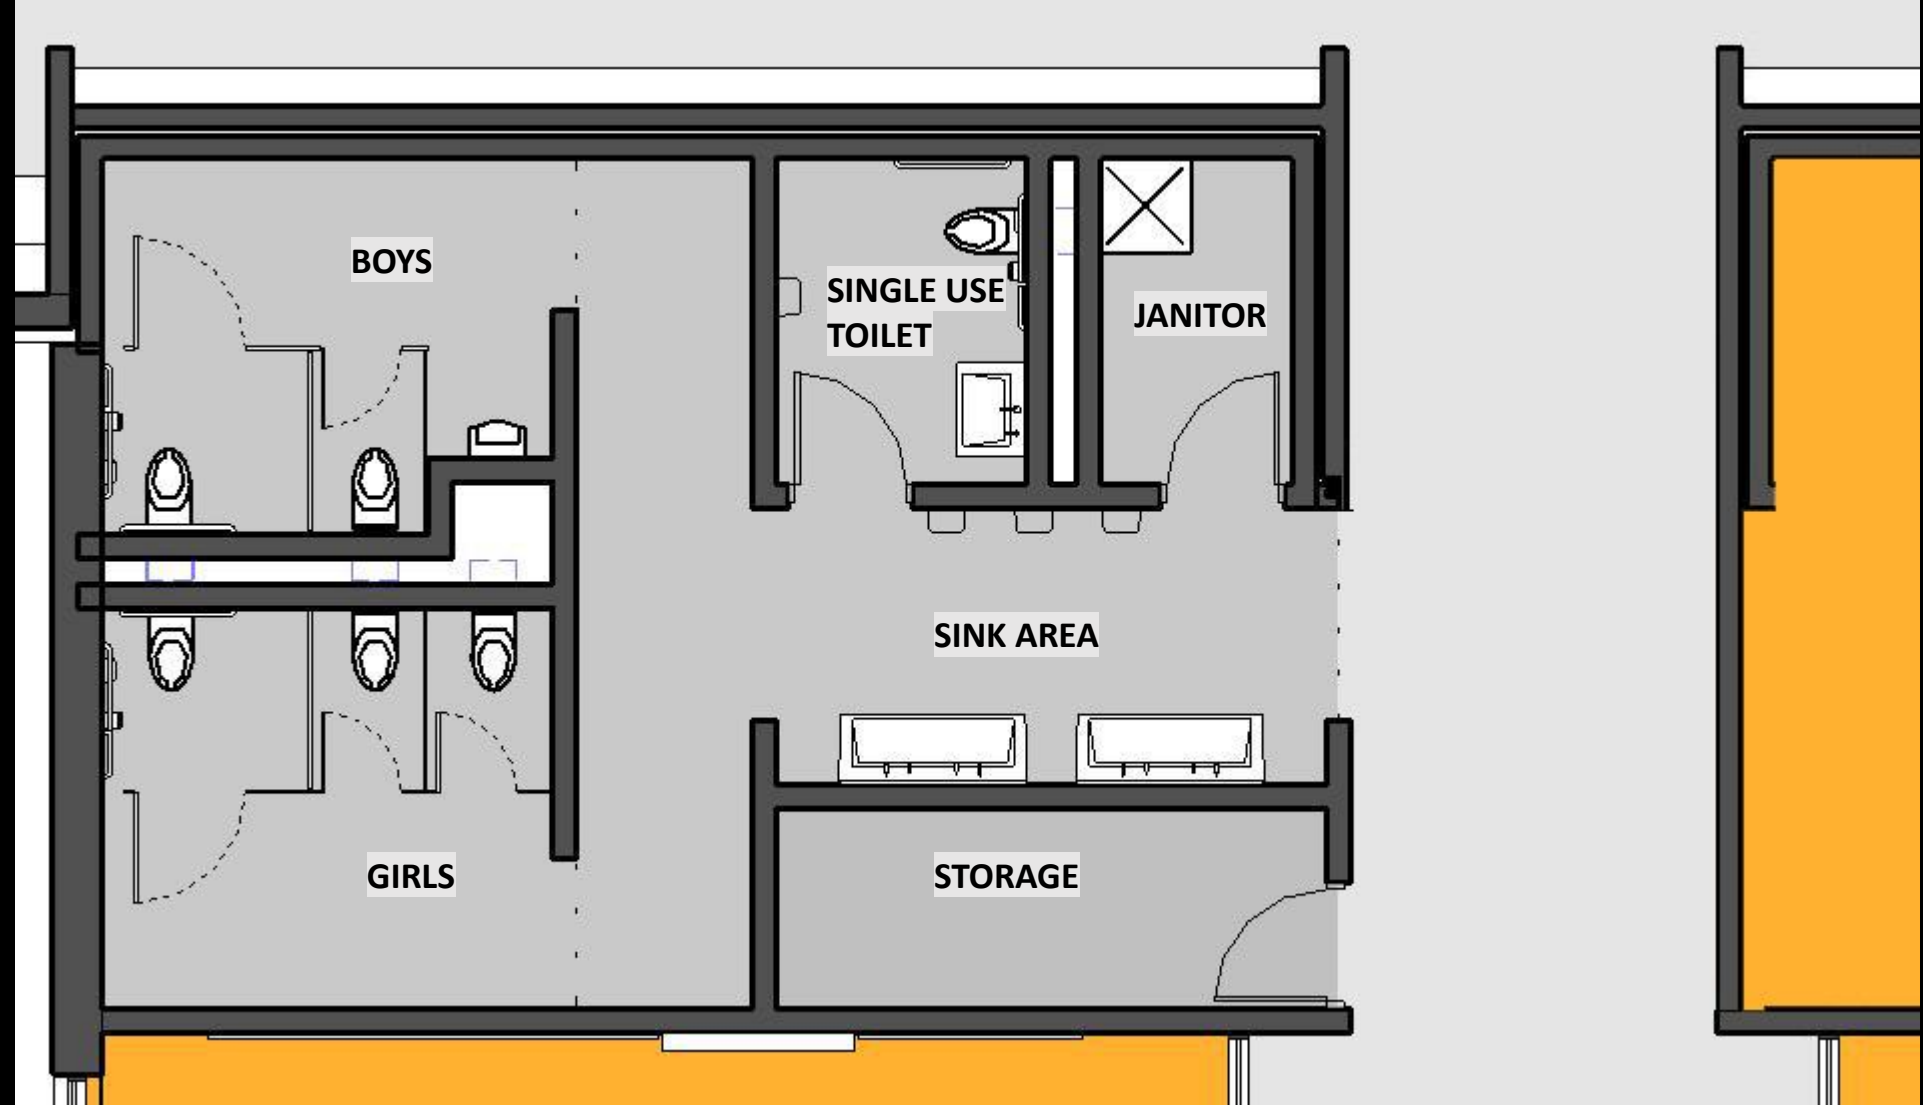 BOYS
SINGLE USE
TOILET
JANITOR
SINK AREA
GIRLS
STORAGE